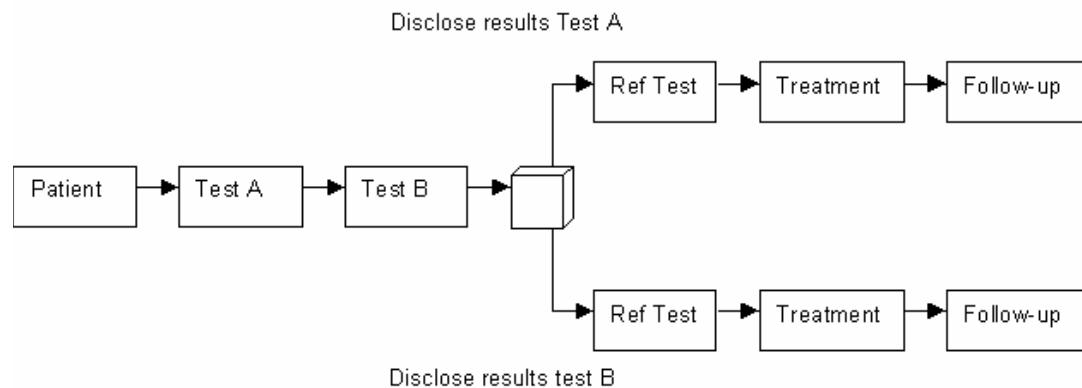 Disclose results Test A
Ref Test Treatment Follow-up
Patient Test A Test B
Ref Test Treatment Follow-up
Disclose results test B